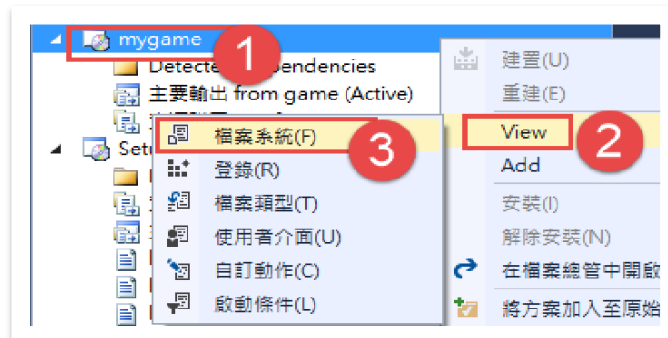 mygame
1
Detecte endencies
主要輸出 from game (Active)
Set
建置(U)
重建(E)
View
2
Add
安裝(I)
解除安裝(N)
在檔案總管中開啟
將方案加入至原始
檔案系統(F)
3
登錄(R)
檔案類型(T)
使用者介面(U)
自訂動作(C)
啟動條件(L)